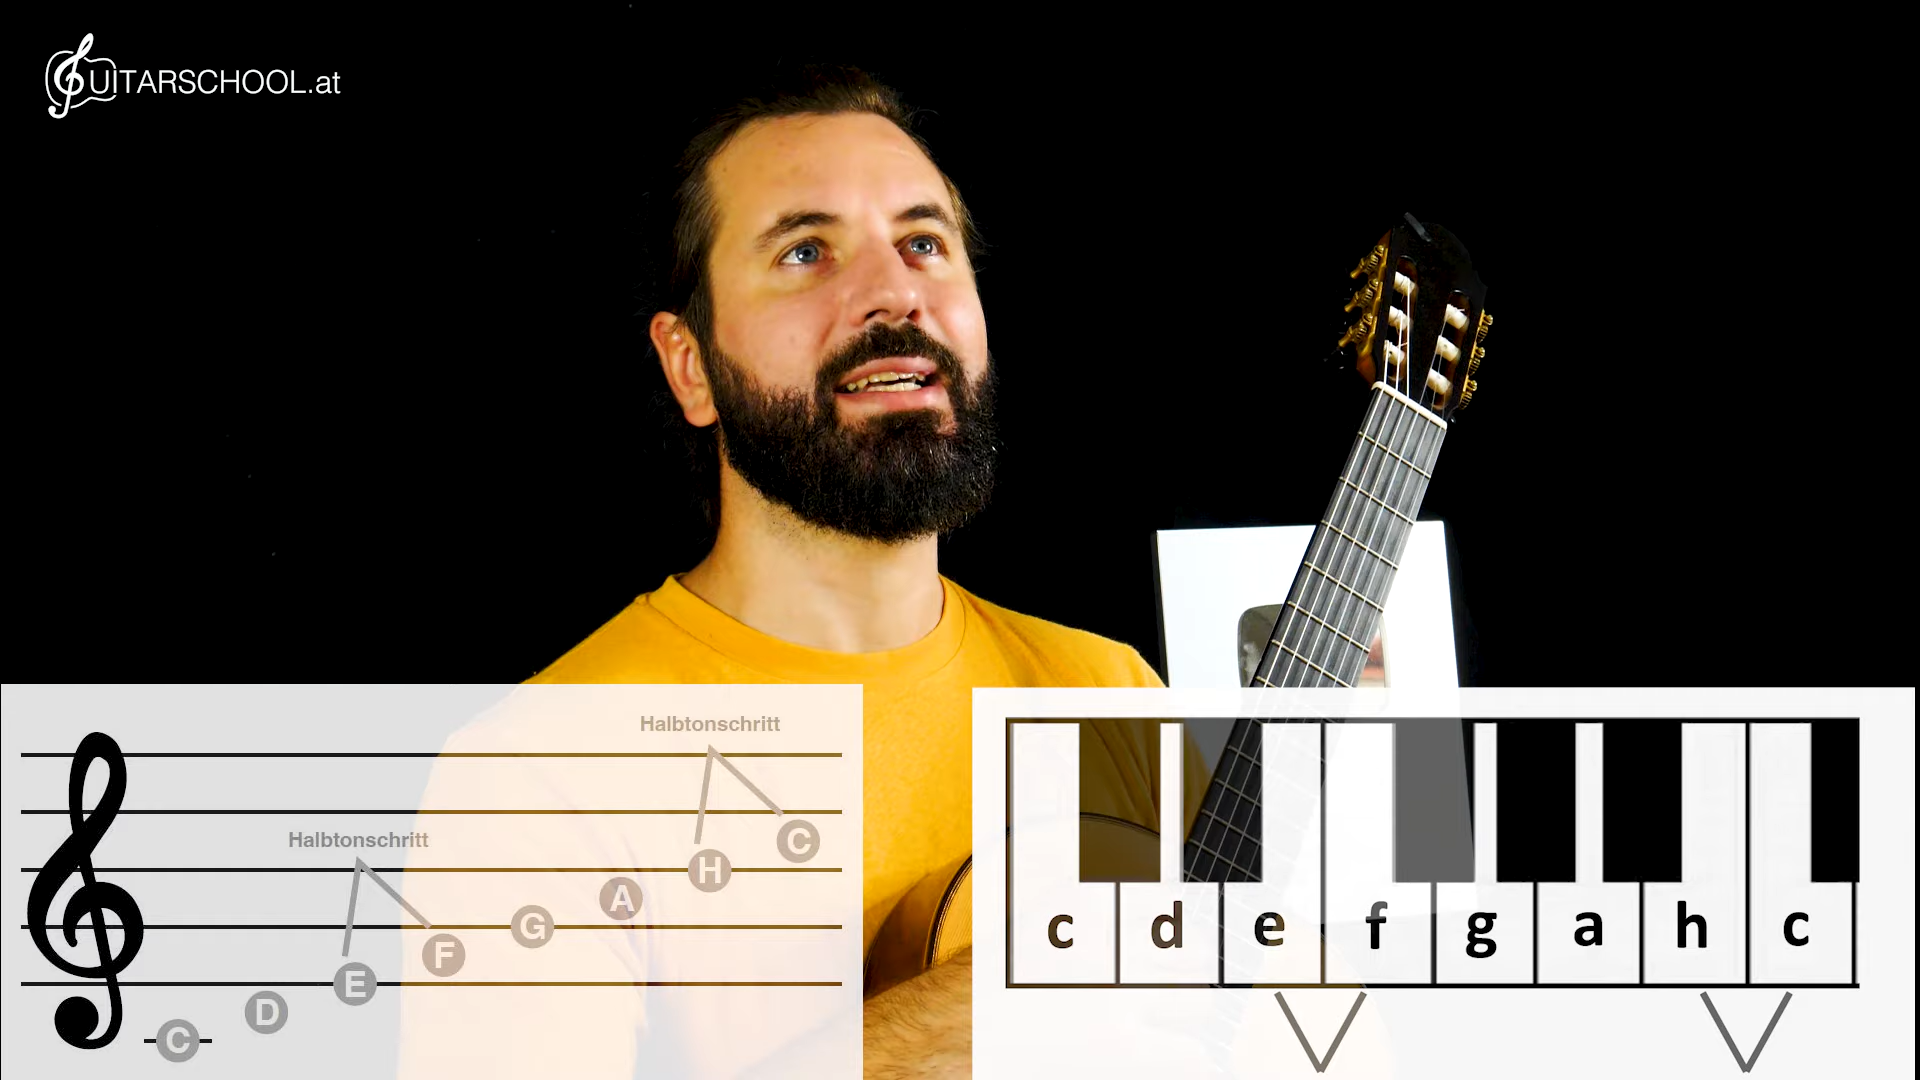 GUITARSCHOOL.at
Halbtonschritt
Halbtonschritt
C D E F G A H C
c d e f g a h c